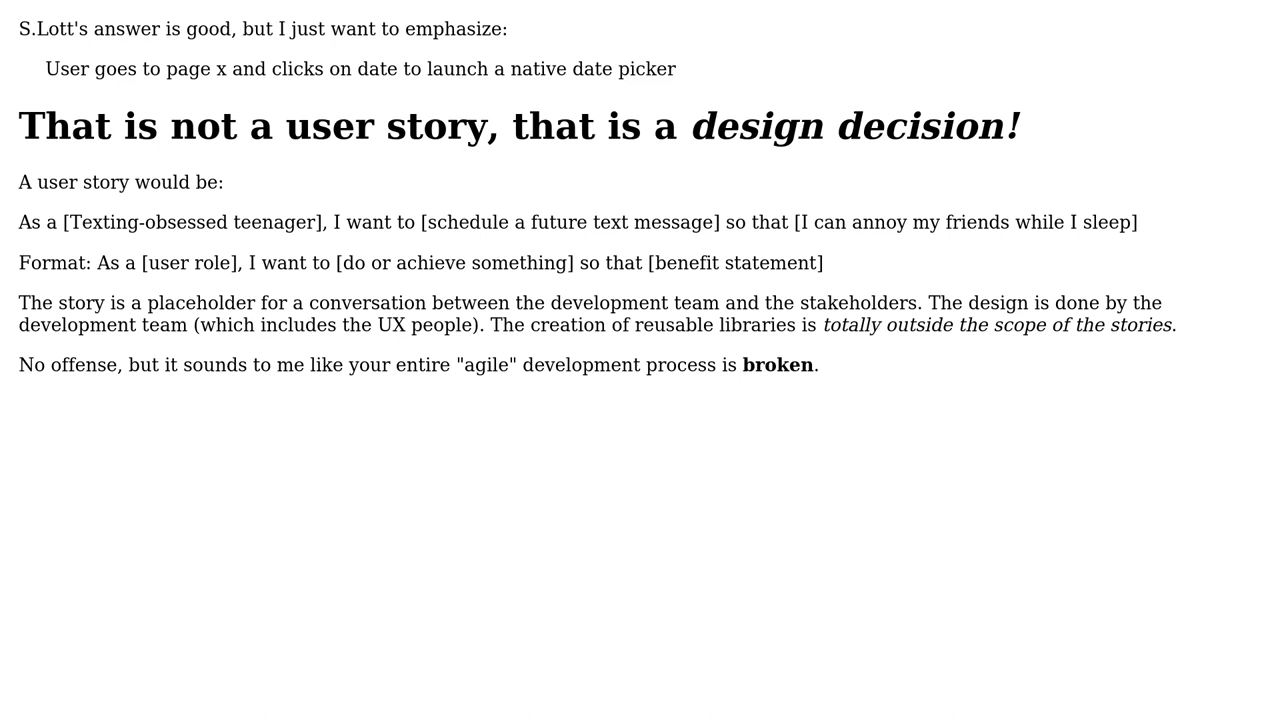 S.Lott's answer is good, but I just want to emphasize:
User goes to page x and clicks on date to launch a native date picker
That is not a user story, that is a design decision!
A user story would be:
As a [Texting-obsessed teenager], I want to [schedule a future text message] so that [I can annoy my friends while I sleep]
Format: As a [user role], I want to [do or achieve something] so that [benefit statement]
The story is a placeholder for a conversation between the development team and the stakeholders. The design is done by the
development team (which includes the UX people). The creation of reusable libraries is totally outside the scope of the stories.
No offense, but it sounds to me like your entire "agile" development process is broken.